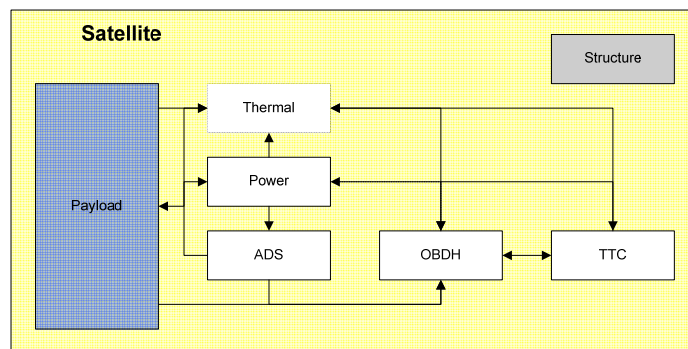 Satellite
Structure
Thermal
Power
Payload
ADS
OBDH
TTC